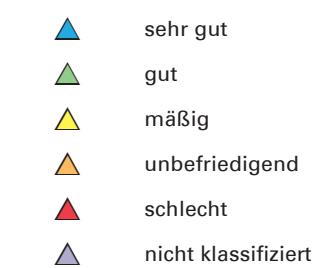 sehr gut
gut
mäßig
unbefriedigend
schlecht
nicht klassifiziert